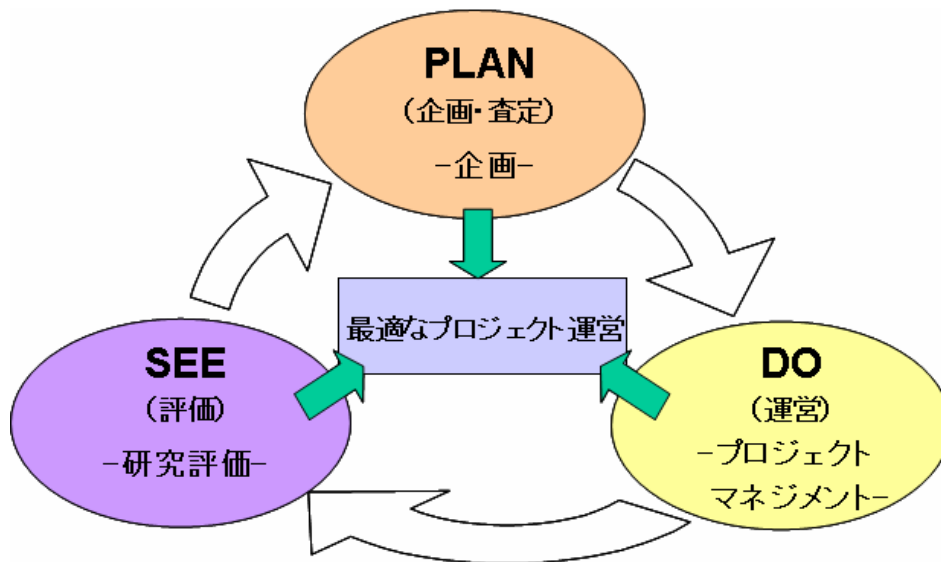 PLAN
(企画・査定)
-企画-
最適なプロジェクト運営
SEE
(評価)
-研究評価-
DO
(運営)
-プロジェクト
マネジメント-